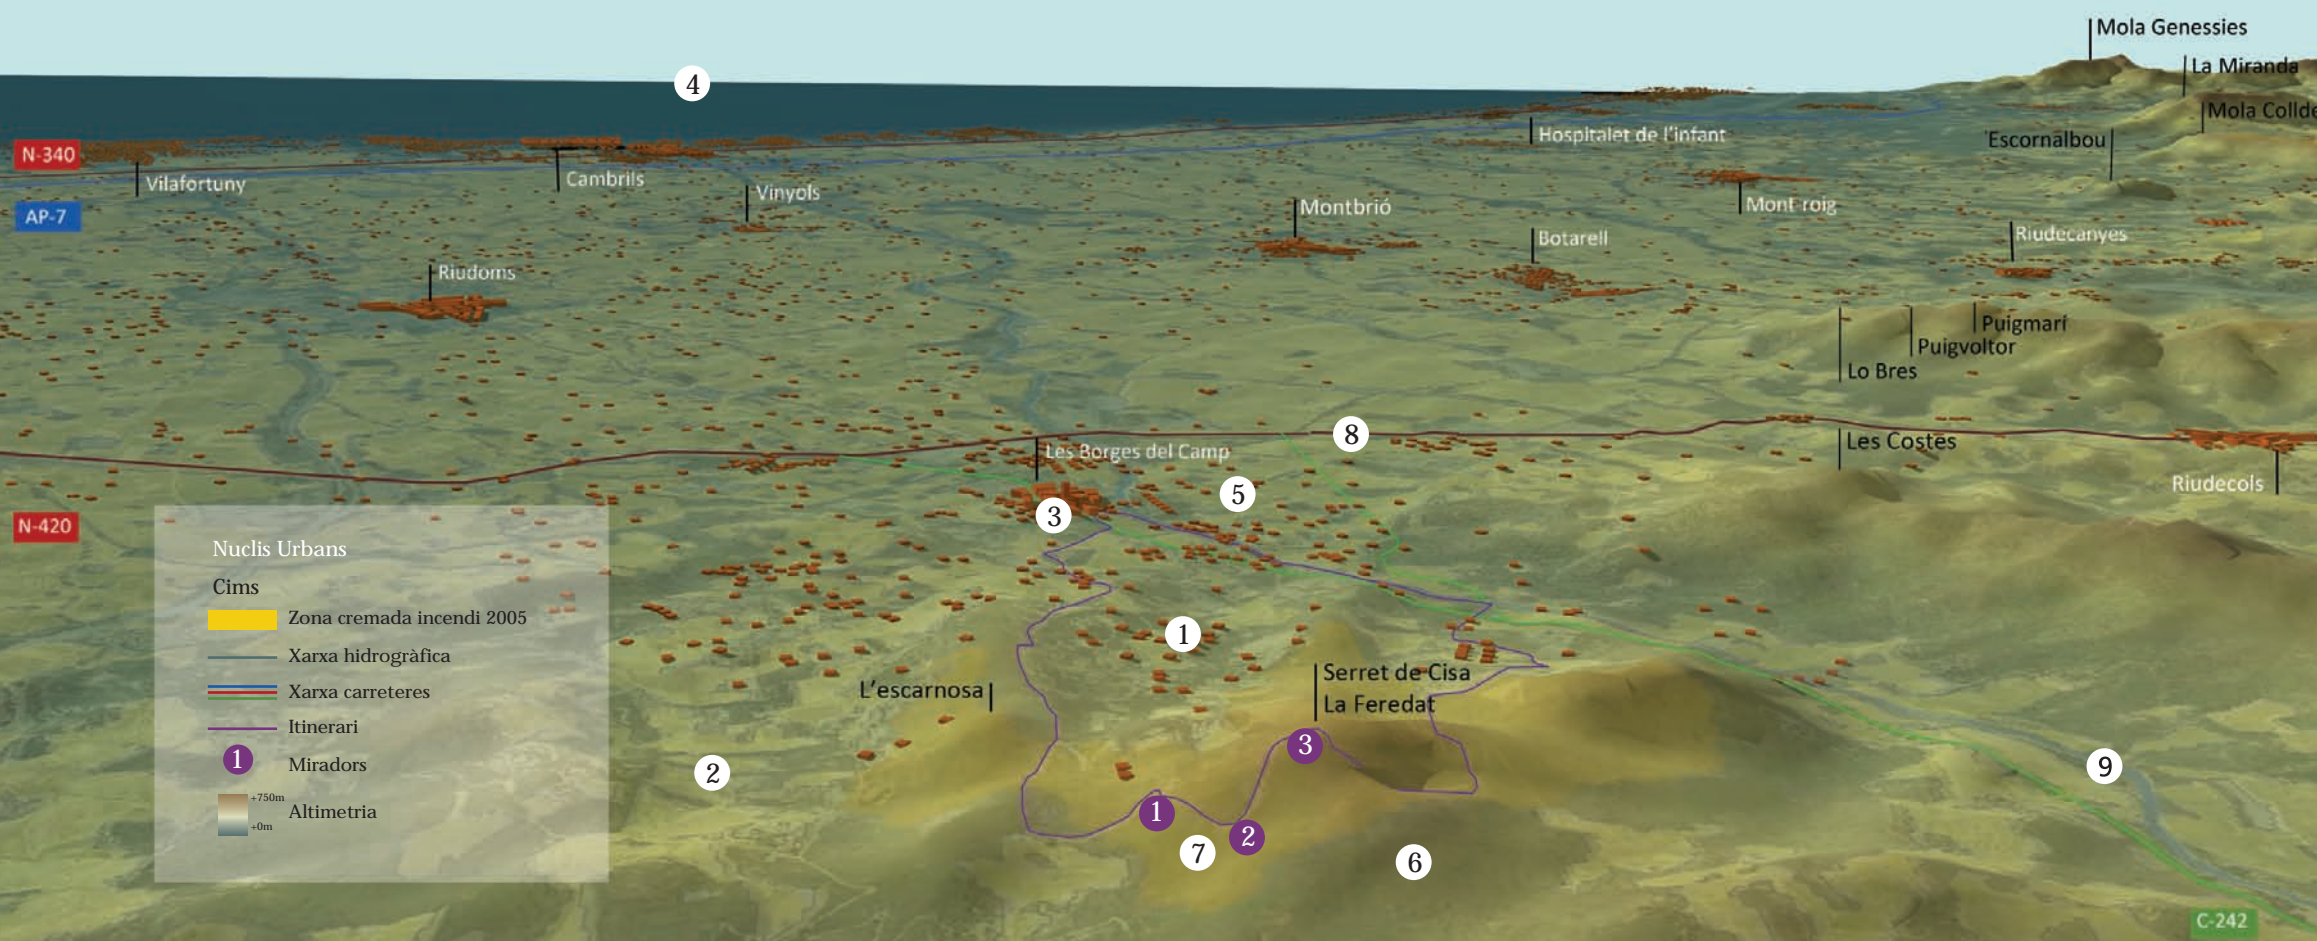 Mola Genessies
La Miranda
4
Mola Collde
Hospitalet de l'infant
Escornalbou
N-340
Vilafortuny
Cambrils
Vinyols
Montbrió
Mont-roig
AP-7
Botarell
Riudecanyes
Riudoms
Puigmarí
Puigvoltor
Lo Bres
8
Les Borges del Camp
Les Costes
Riudecols
5
3
N-420
Nuclis Urbans
Cims
Zona cremada incendi 2005
Xarxa hidrogràfica
Xarxa carreteres
Itinerari
1 Miradors
+750m
Altimetria
+0m
1
L'escarnosa
Serret de Cisa
La Feredat
3
2
9
1
2
7
6
C-242